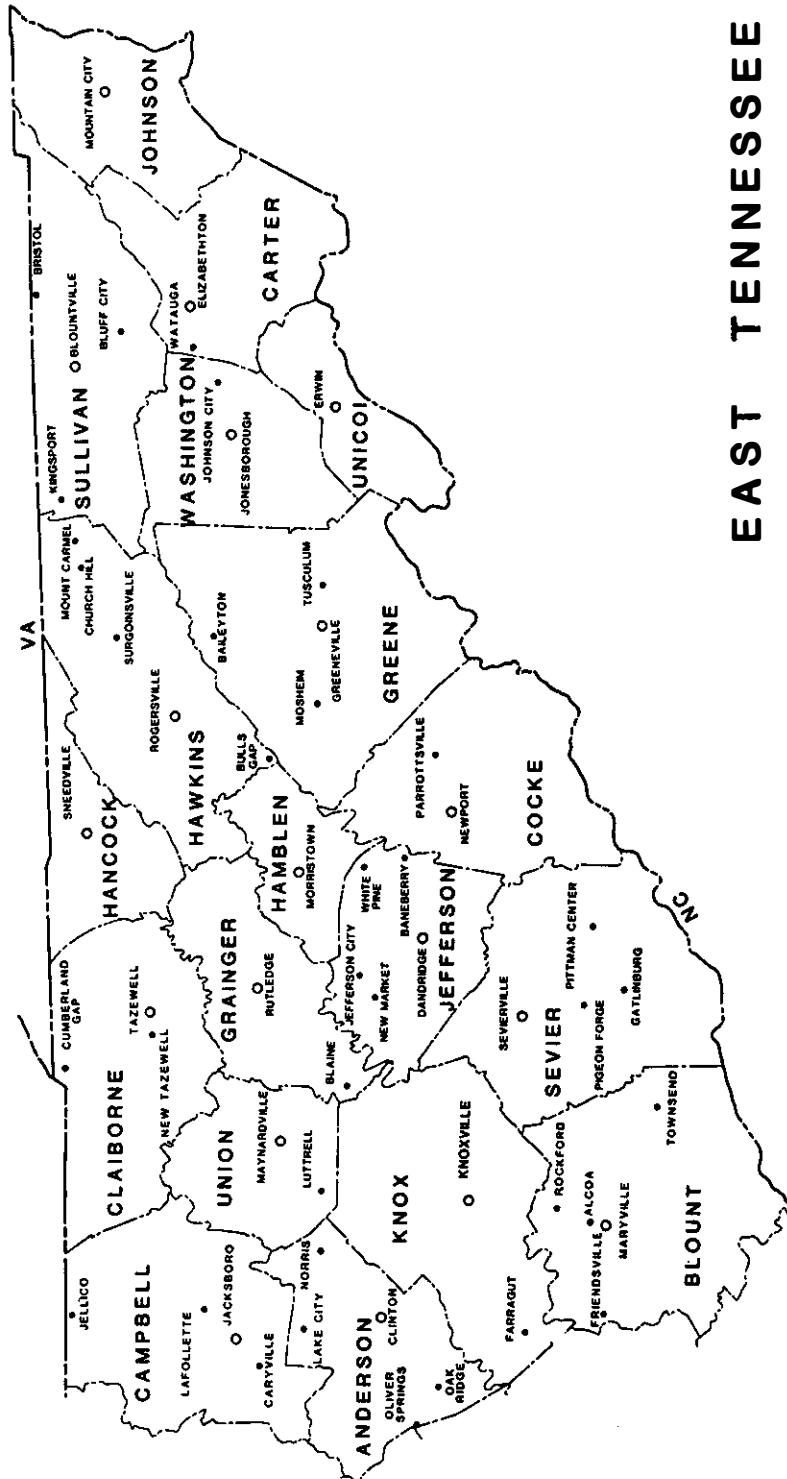 EAST TENNESSEE
VA
NC
JOHNSON
MOUNTAIN CITY
CARTER
WATAUGA
ELIZABETHTON
SULLIVAN
BRISTOL
BLOUNTVILLE
BLUFF CITY
KINGSPORT
WASHINGTON
JOHNSON CITY
JONESBOROUGH
UNICOI
ERWIN
HAWKINS
MOUNT CARMEL
CHURCH HILL
SURGOINSVILLE
ROGERSVILLE
BULLS
GAP
GREENE
BAILEYTON
TUSCULUM
MOSHEIM
GREENEVILLE
HANCOCK
SNEEDVILLE
HAMBLEN
MORRISTOWN
COCKE
PARROTTSVILLE
NEWPORT
GRAINGER
RUTLEDGE
BLAINE
JEFFERSON
JEFFERSON CITY
NEW MARKET
WHITE
PINE
BANEBERRY
DANDRIDGE
CLAIBORNE
CUMBERLAND
GAP
TAZEWELL
NEW TAZEWELL
UNION
MAYNARDVILLE
LUTTRELL
SEVIER
SEVIERVILLE
PITTMAN CENTER
PIGEON FORGE
GATLINBURG
KNOX
KNOXVILLE
FARRAGUT
CAMPBELL
JELLICO
LAFOLLETTE
JACKSBORO
CARYVILLE
ANDERSON
NORRIS
LAKE CITY
CLINTON
OLIVER
SPRINGS
OAK
RIDGE
BLOUNT
ROCKFORD
ALCOA
FRIENDSVILLE
MARYVILLE
TOWNSEND